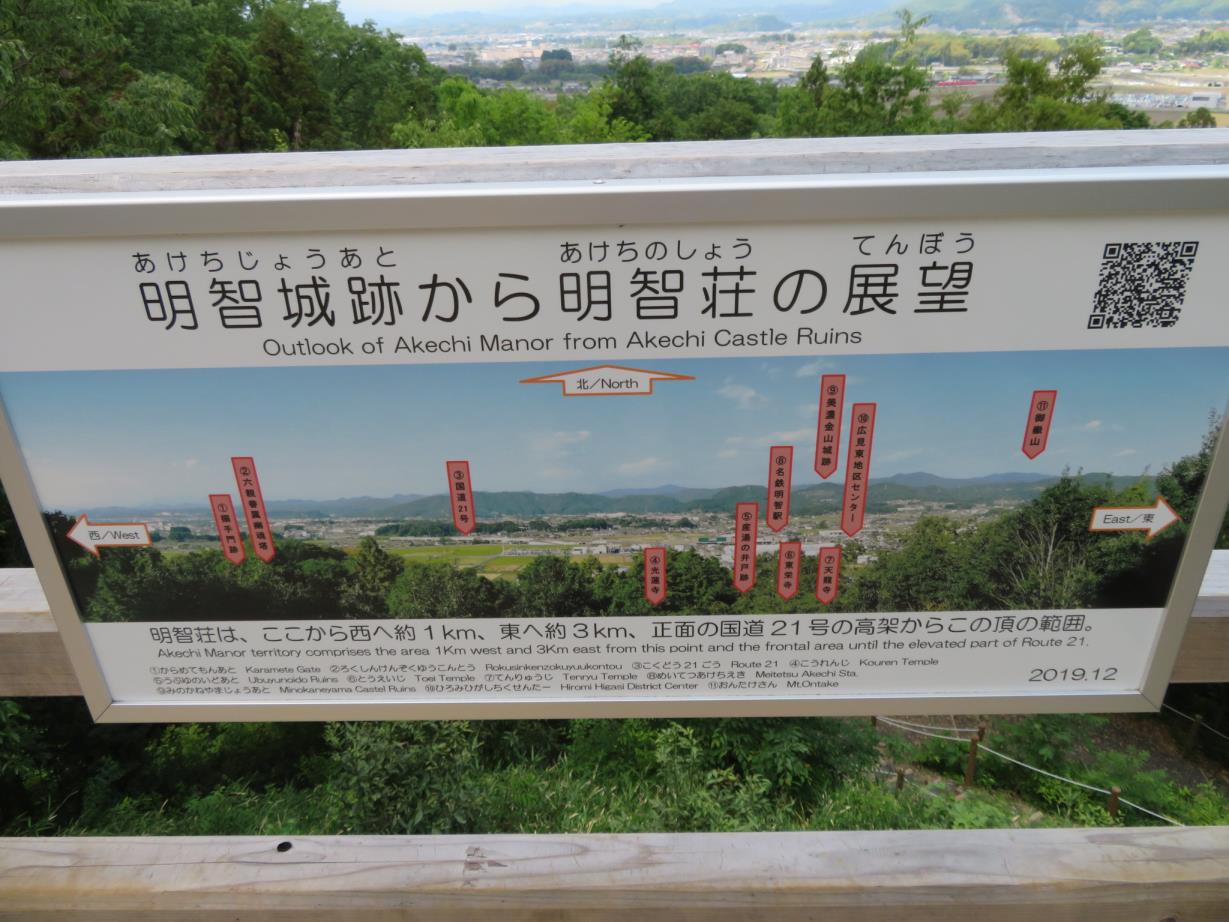 あけちじょうあと あけちのしょう てんぼう
明智城跡から明智荘の展望
Outlook of Akechi Manor from Akechi Castle Ruins
北/North
西/West
①搦手門跡
②六親眷属幽魂塔
③国道21号
④光蓮寺
⑤産湯の井戸跡
⑥東栄寺
⑦天龍寺
⑧名鉄明智駅
⑨美濃金山城跡
⑩広見東地区センター
⑪御嶽山
East/東
明智荘は、ここから西へ約1km、東へ約3km、正面の国道21号の高架からこの頂の範囲。
Akechi Manor territory comprises the area 1Km west and 3Km east from this point and the frontal area until the elevated part of Route 21.
①からめてもんあと Karamete Gate ②ろくしんけんぞくゆうこんとう Rokusinkenzokuyuukontou ③こくどう21ごう Route 21 ④こうれんじ Kouren Temple
⑤うぶゆのいどあと Ubuyunoido Ruins ⑥とうえいじ Toei Temple ⑦てんりゅうじ Tenryu Temple ⑧めいてつあけちえき Meitetsu Akechi Sta.
⑨みのかねやまじょうあと Minokaneyama Castel Ruins ⑩ひろみひがしちくせんたー Hiromi Higasi District Center ⑪おんたけさん Mt.Ontake
2019.12